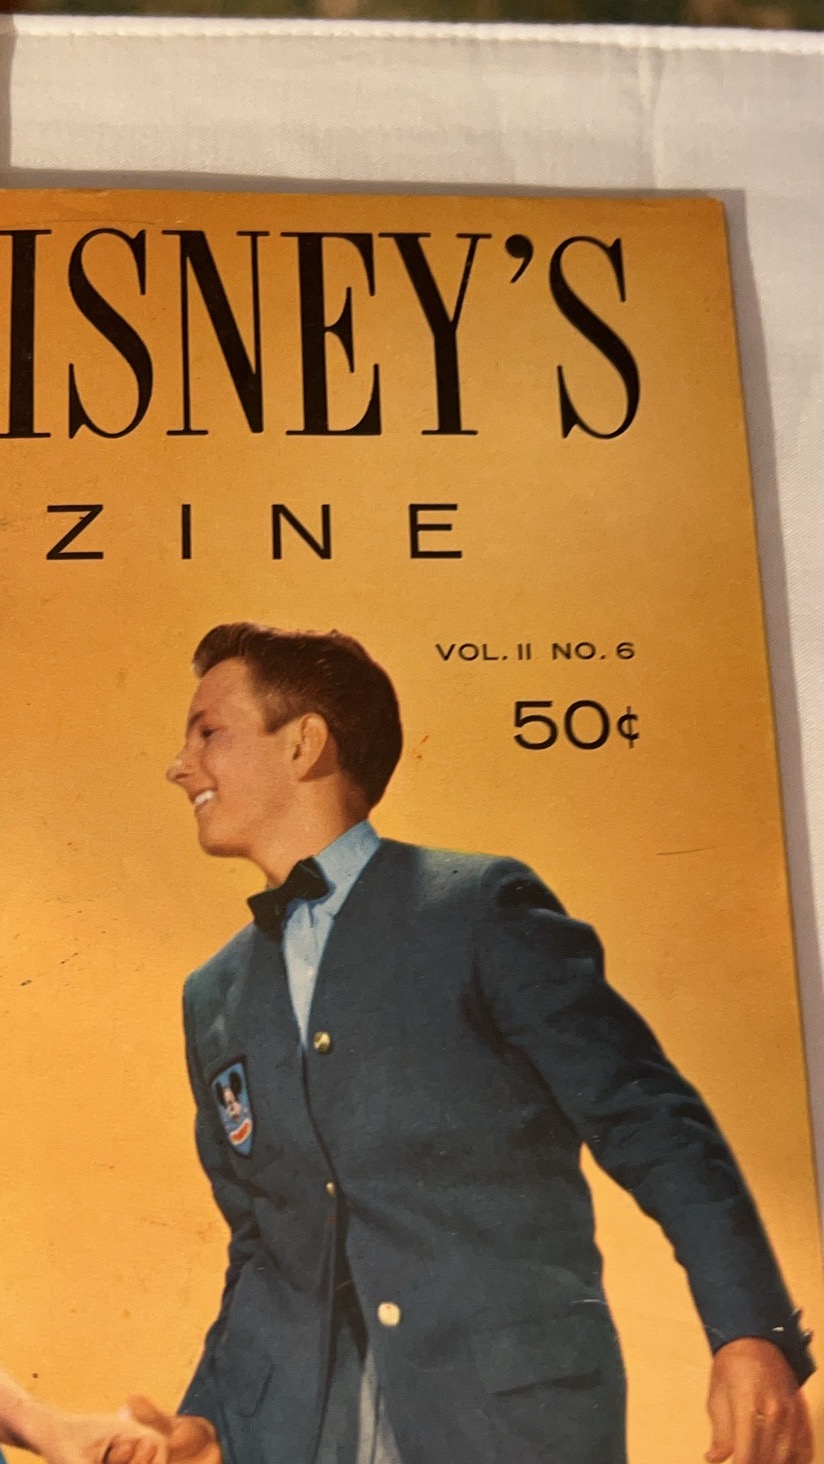 ISNEY'S
ZINE
VOL. II NO. 6
50¢